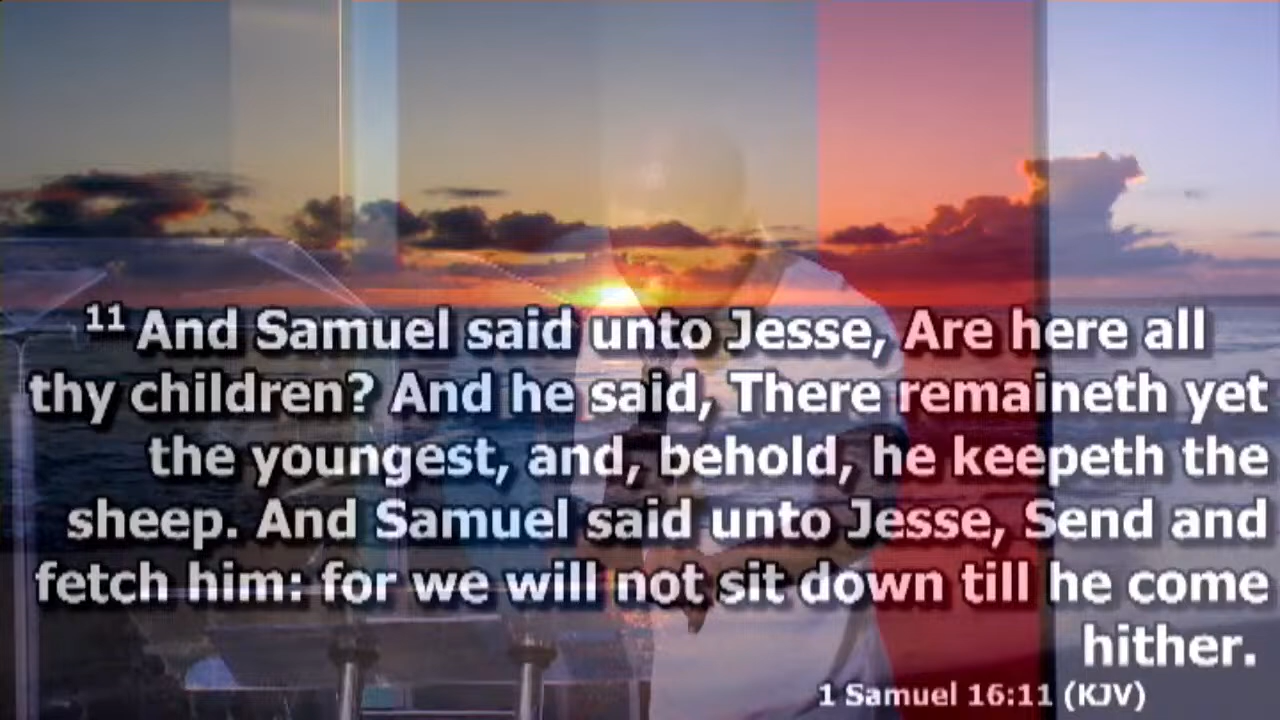 11 And Samuel said unto Jesse, Are here all
thy children? And he said, There remaineth yet
the youngest, and, behold, he keepeth the
sheep. And Samuel said unto Jesse, Send and
fetch him: for we will not sit down till he come
hither.
1 Samuel 16:11 (KJV)